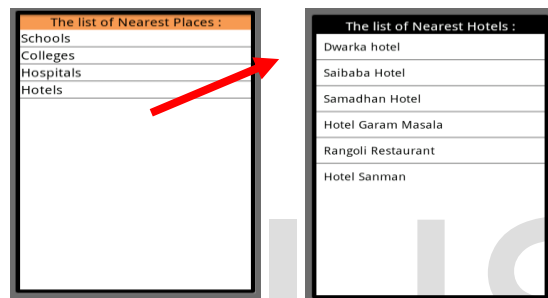 The list of Nearest Places :
Schools
Colleges
Hospitals
Hotels
The list of Nearest Hotels :
Dwarka hotel
Saibaba Hotel
Samadhan Hotel
Hotel Garam Masala
Rangoli Restaurant
Hotel Sanman